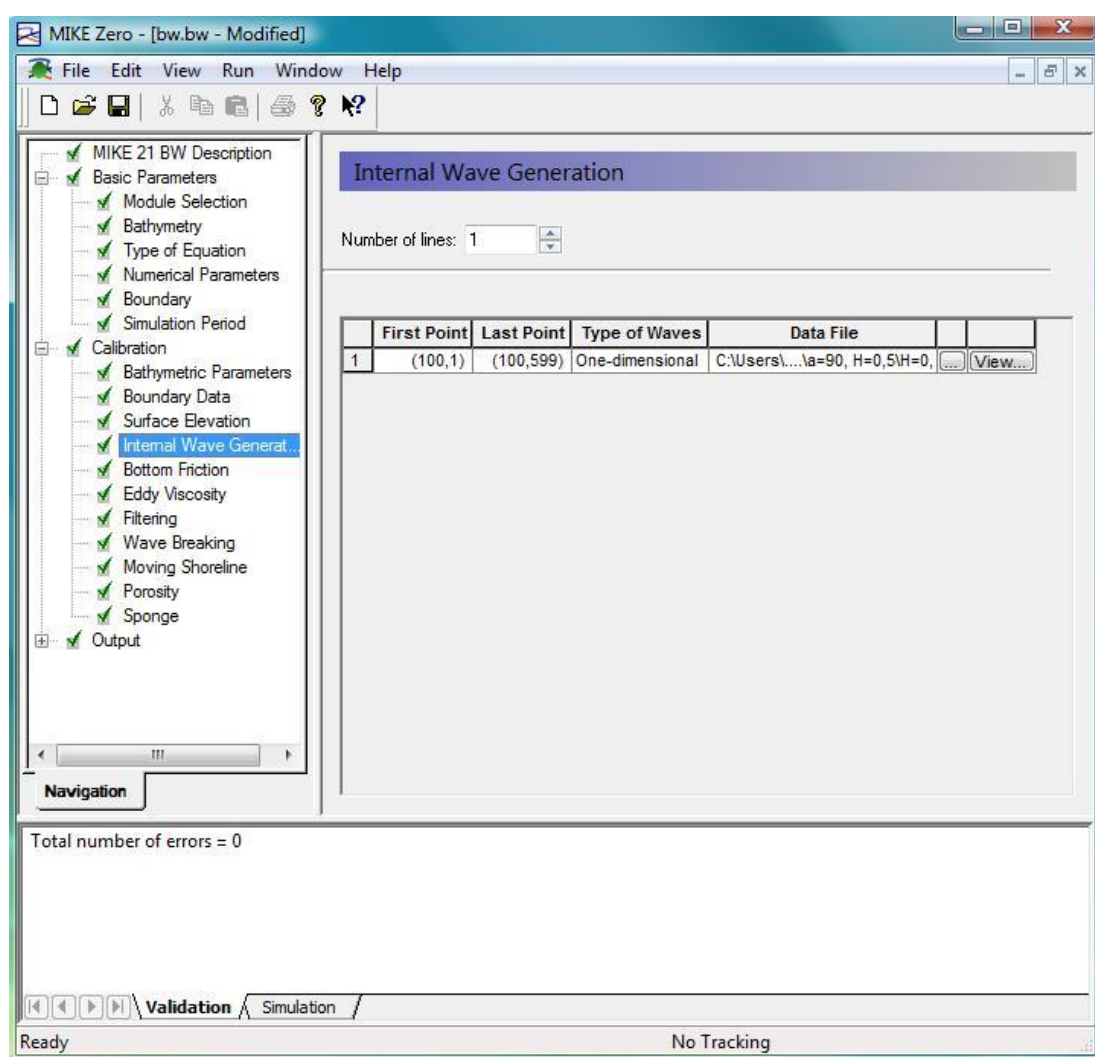 MIKE Zero - [bw.bw - Modified]
File Edit View Run Window Help
MIKE 21 BW Description
Basic Parameters
Module Selection
Bathymetry
Type of Equation
Numerical Parameters
Boundary
Simulation Period
Calibration
Bathymetric Parameters
Boundary Data
Surface Elevation
Internal Wave Generat...
Bottom Friction
Eddy Viscosity
Filtering
Wave Breaking
Moving Shoreline
Porosity
Sponge
Output
Navigation
Internal Wave Generation
Number of lines: 1
First Point Last Point Type of Waves Data File
1 (100,1) (100,599) One-dimensional C:\Users\....\a=90, H=0,5\H=0, ... View...
Total number of errors = 0
Validation Simulation
Ready No Tracking